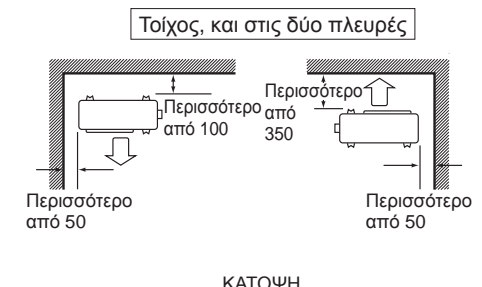 Τοίχος, και στις δύο πλευρές
Περισσότερο
από 100
Περισσότερο
από
350
Περισσότερο
από 50
Περισσότερο
από 50
ΚΑΤΟΨΗ